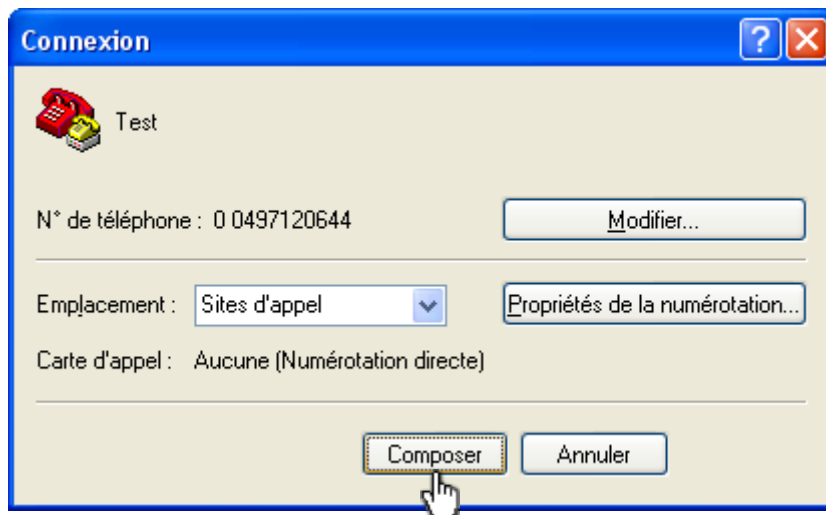 Connexion
Test
N° de téléphone : 0 0497120644
Modifier...
Emplacement : Sites d'appel
Propriétés de la numérotation...
Carte d'appel : Aucune (Numérotation directe)
Composer
Annuler